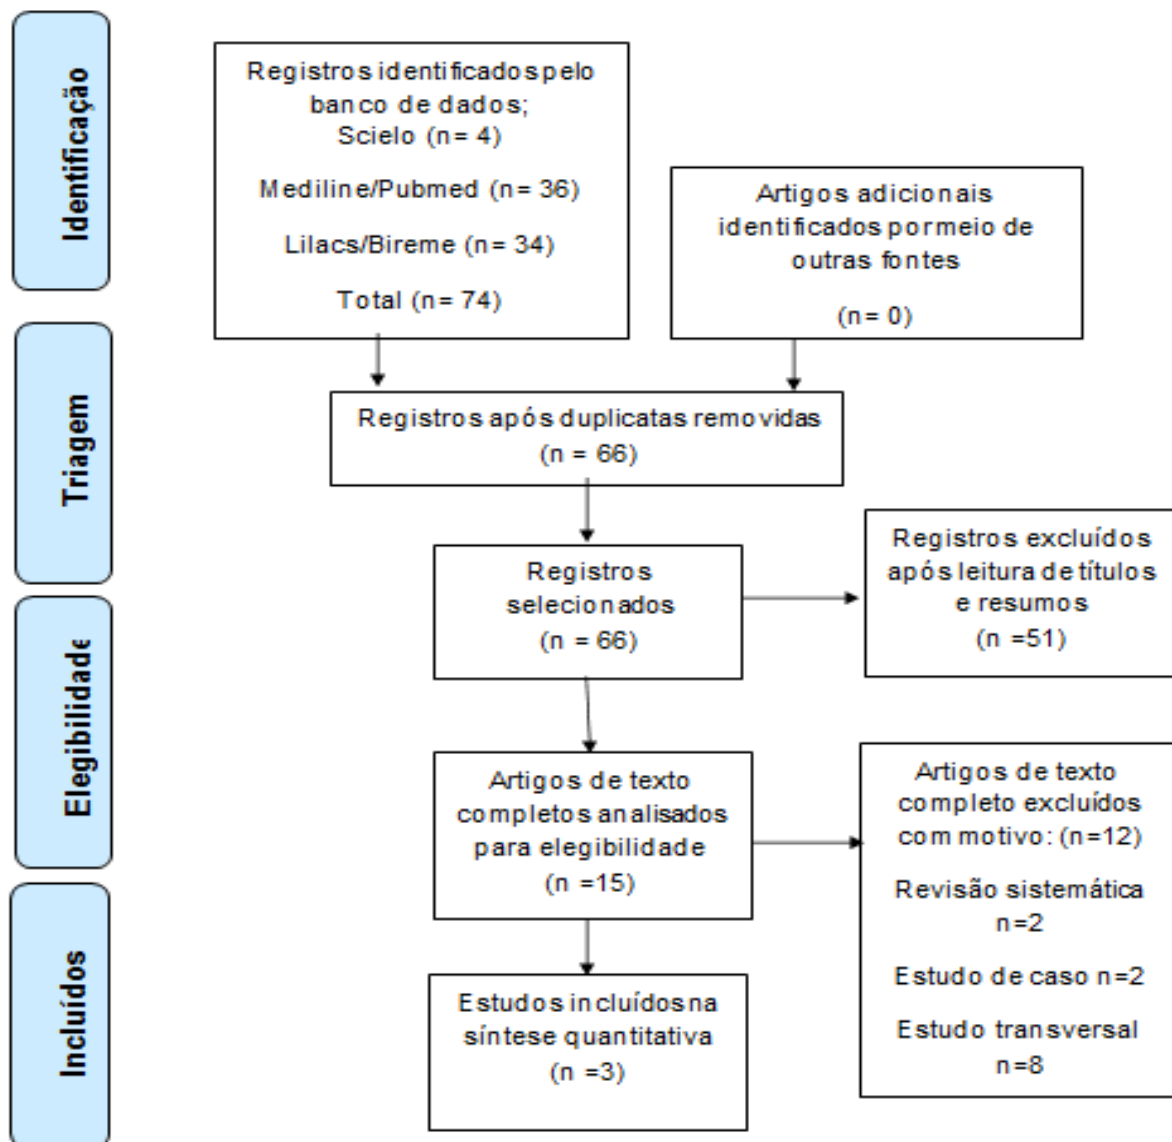 Identificação
Registros identificados pelo
banco de dados;
Scielo (n= 4)
Mediline/Pubmed (n= 36)
Lilacs/Bireme (n= 34)
Total (n= 74)
Artigos adicionais
identificados por meio de
outras fontes
(n= 0)
Triagem
Registros após duplicatas removidas
(n = 66)
Registros
selecionados
(n = 66)
Registros excluídos
após leitura de títulos
e resumos
(n =51)
Elegibilidade
Artigos de texto
completos analisados
para elegibilidade
(n =15)
Artigos de texto
completo excluídos
com motivo: (n=12)
Revisão sistemática
n=2
Estudo de caso n=2
Estudo transversal
n=8
Incluídos
Estudos incluídos na
síntese quantitativa
(n =3)